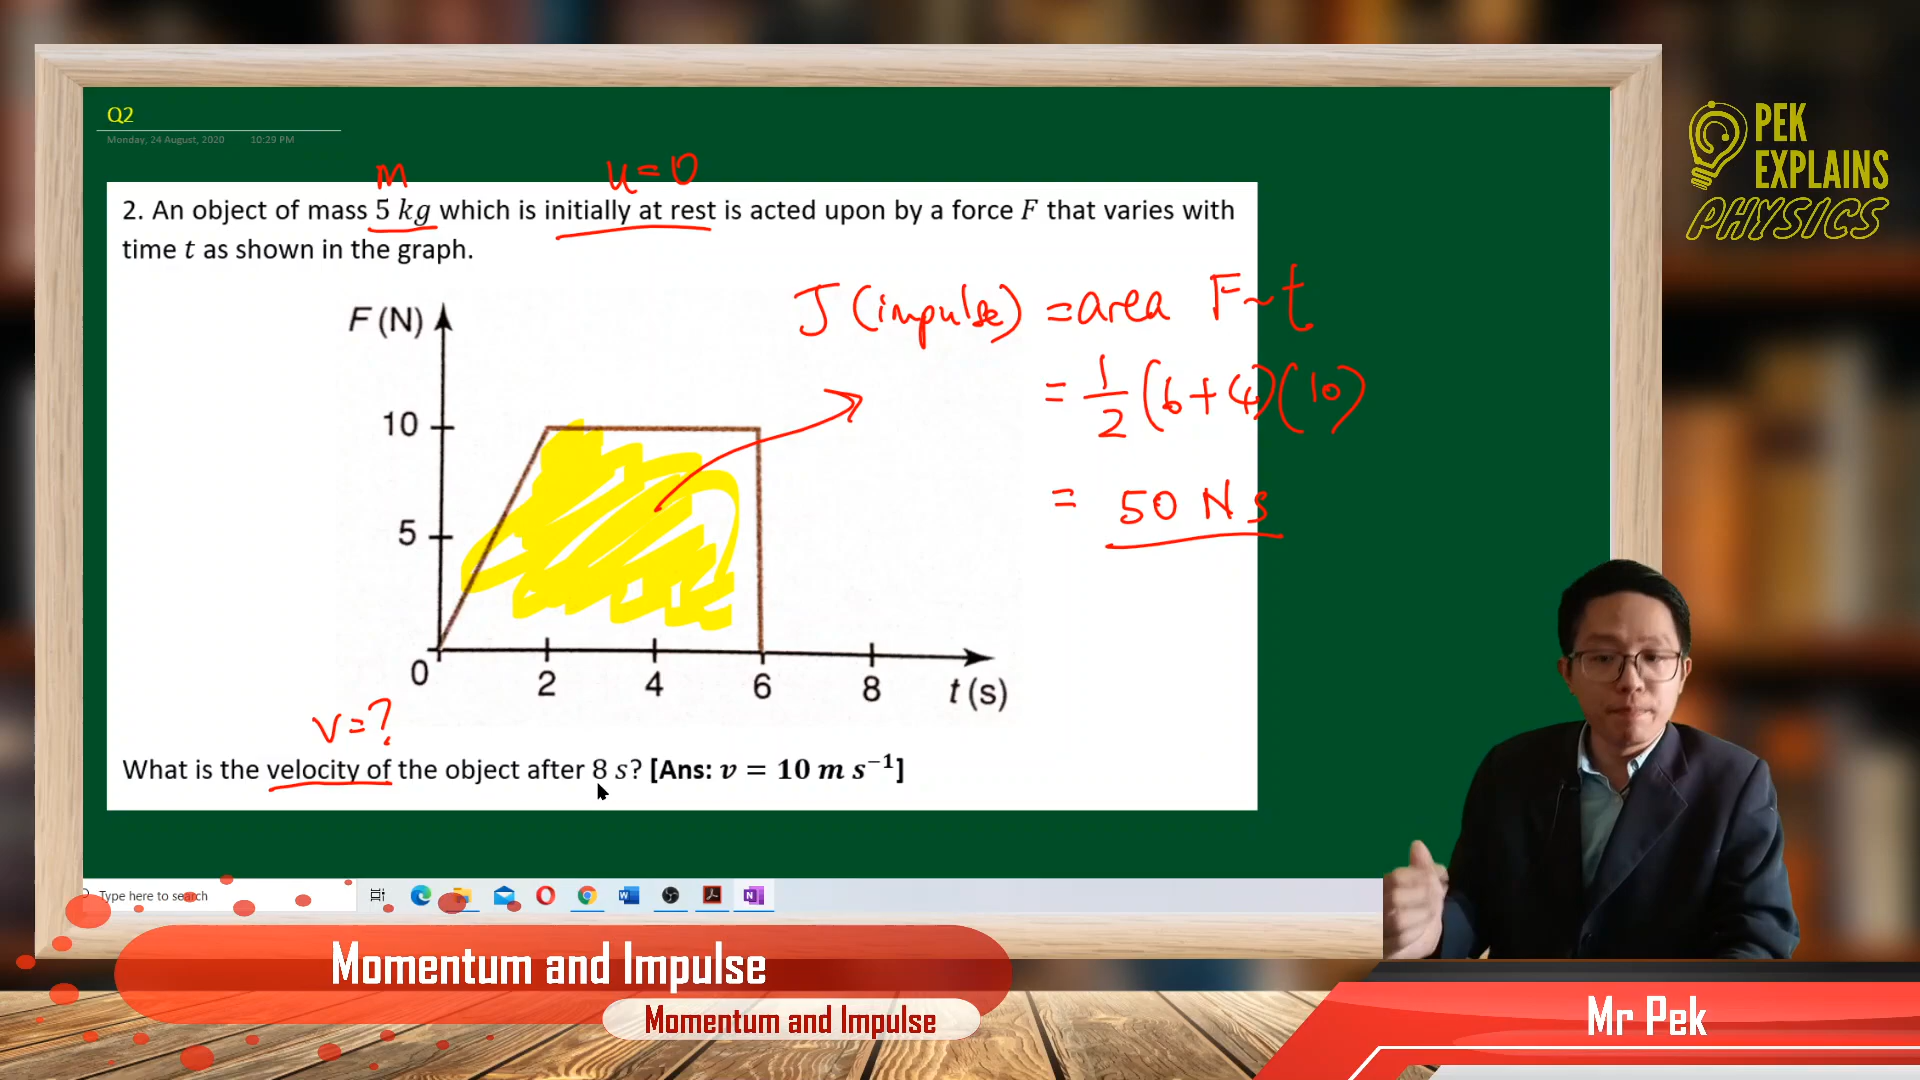 Q2
Monday, 24 August, 2020 10:29 PM
PEK
EXPLAINS
PHYSICS
m
u = 0
2. An object of mass 5 kg which is initially at rest is acted upon by a force F that varies with
time t as shown in the graph.
J (impulse) = area F~t
= 1/2 (6+4)(10)
= 50 N s
F (N)
10
5
0
2
4
6
8
t (s)
v = ?
What is the velocity of the object after 8 s? [Ans: v = 10 m s⁻¹]
Type here to search
Momentum and Impulse
Momentum and Impulse
Mr Pek